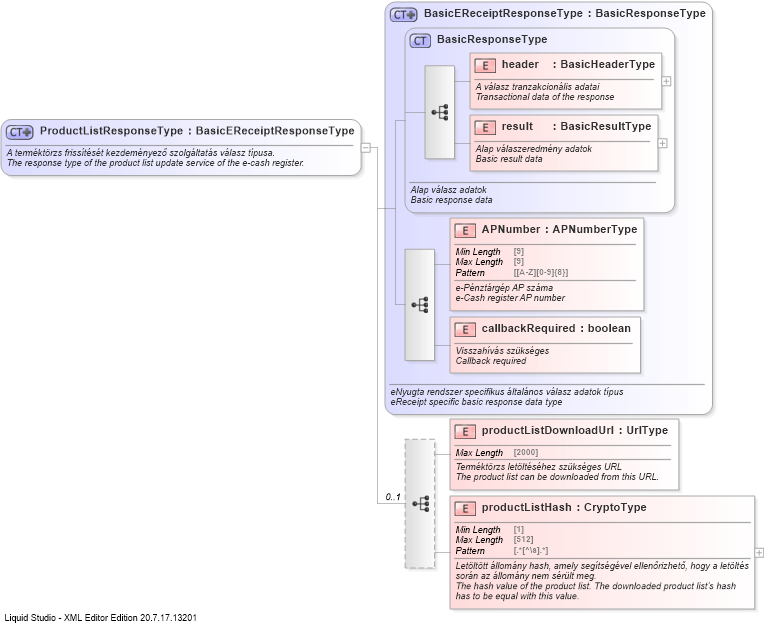 CT BasicEReceiptResponseType : BasicResponseType
CT BasicResponseType
E header : BasicHeaderType
A válasz tranzakcionális adatai
Transactional data of the response
E result : BasicResultType
Alap válaszeredmény adatok
Basic result data
Alap válasz adatok
Basic response data
CT ProductListResponseType : BasicEReceiptResponseType
A terméktörzs frissítését kezdeményező szolgáltatás válasz típusa.
The response type of the product list update service of the e-cash register.
E APNumber : APNumberType
Min Length [9]
Max Length [9]
Pattern [[A-Z][0-9]{8}]
e-Pénztárgép AP száma
e-Cash register AP number
E callbackRequired : boolean
Visszahívás szükséges
Callback required
eNyugta rendszer specifikus általános válasz adatok típus
eReceipt specific basic response data type
0..1
E productListDownloadUrl : UrlType
Max Length [2000]
Terméktörzs letöltéséhez szükséges URL
The product list can be downloaded from this URL.
E productListHash : CryptoType
Min Length [1]
Max Length [512]
Pattern [.*[^\s].*]
Letöltött állomány hash, amely segítségével ellenőrizhető, hogy a letöltés
során az állomány nem sérült meg.
The hash value of the product list. The downloaded product list's hash
has to be equal with this value.
Liquid Studio - XML Editor Edition 20.7.17.13201